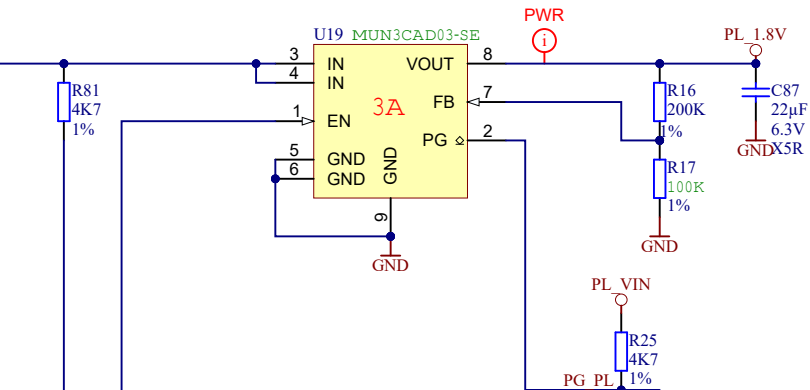 PWR
i
U19 MUN3CAD03-SE
PL_1.8V
3 IN VOUT 8
4 IN
R81
4K7
1%
3A
FB 7
1 EN
PG 2
5 GND
6 GND
GND
9
GND
R16
200K
1%
C87
22µF
6.3V
X5R
GND
R17
100K
1%
GND
PL_VIN
R25
4K7
1%
PG_PL